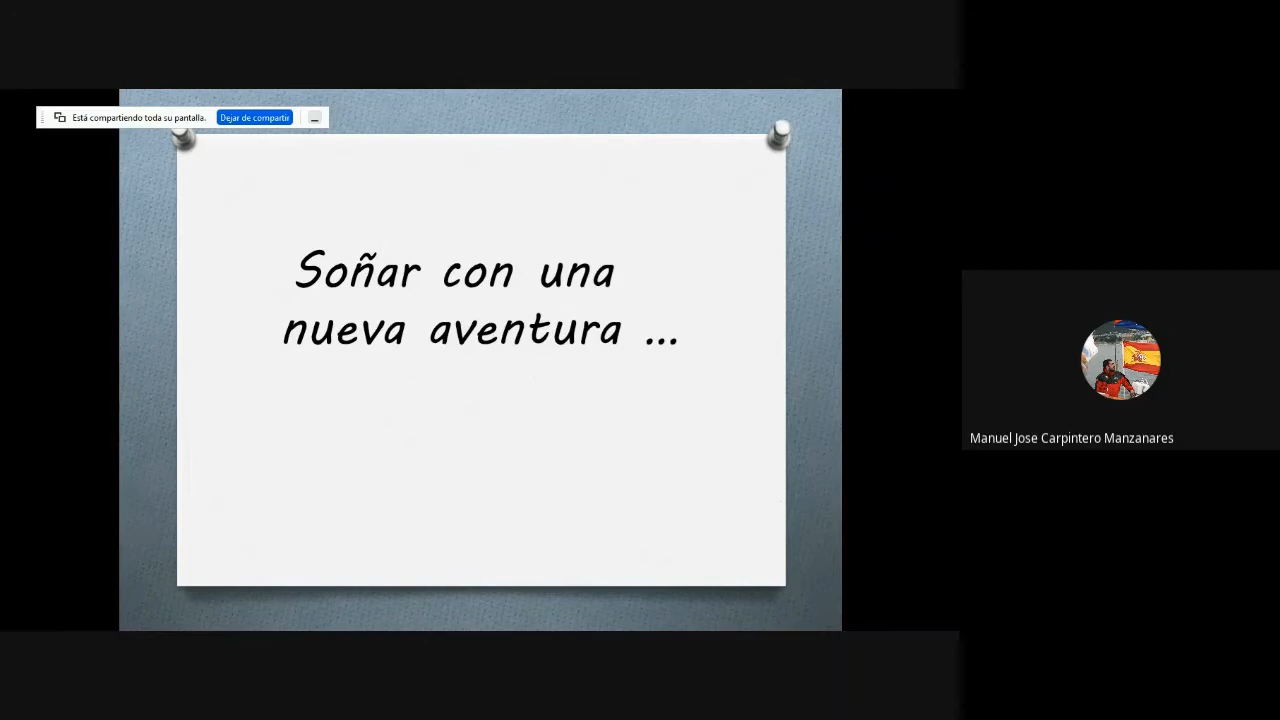 Está compartiendo toda su pantalla. Dejar de compartir
Soñar con una
nueva aventura ...
Manuel Jose Carpintero Manzanares